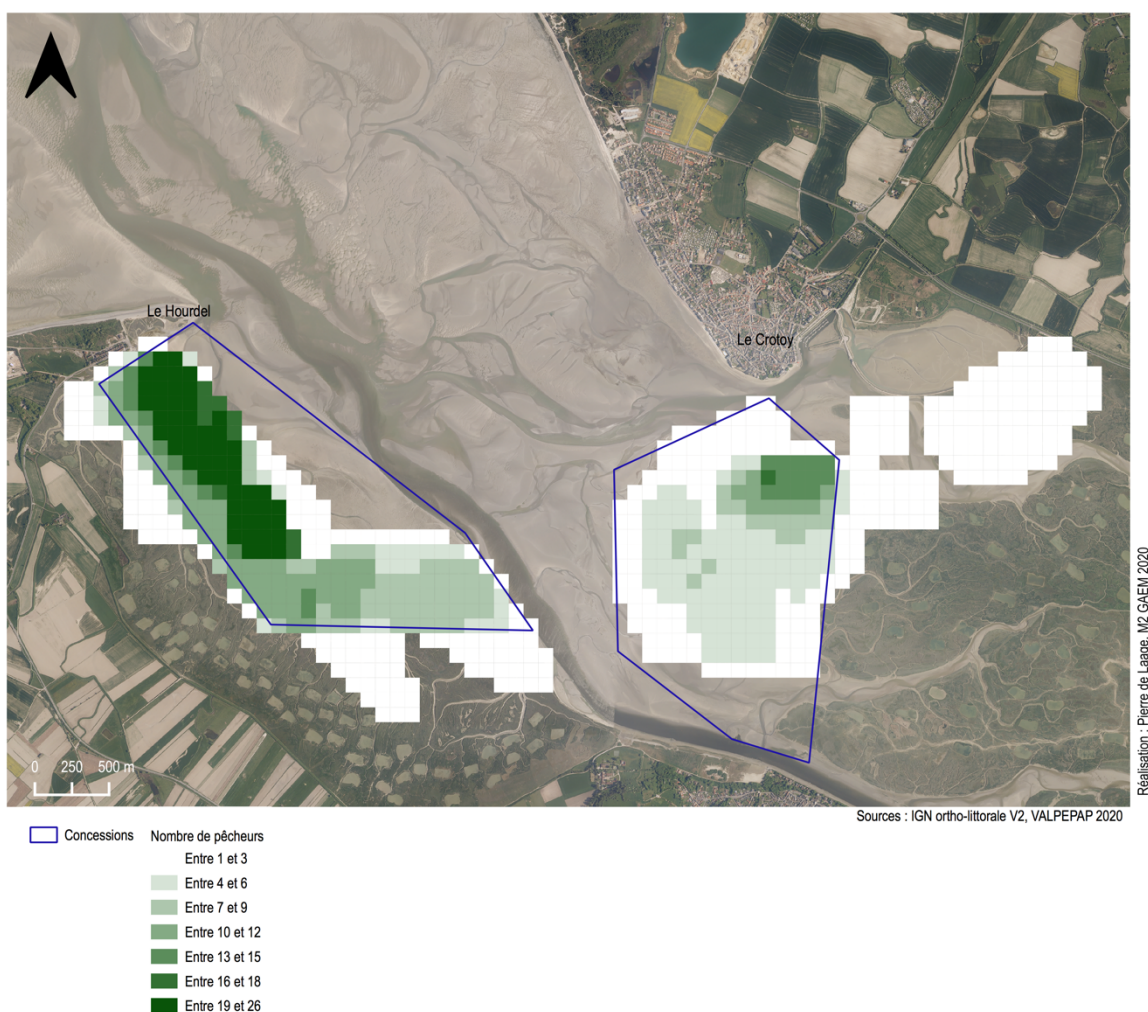 Le Hourdel
Le Crotoy
0 250 500 m
Réalisation : Pierre de Laage, M2 GAEM 2020
Sources : IGN ortho-littorale V2, VALPEPAP 2020
Concessions
Nombre de pêcheurs
Entre 1 et 3
Entre 4 et 6
Entre 7 et 9
Entre 10 et 12
Entre 13 et 15
Entre 16 et 18
Entre 19 et 26